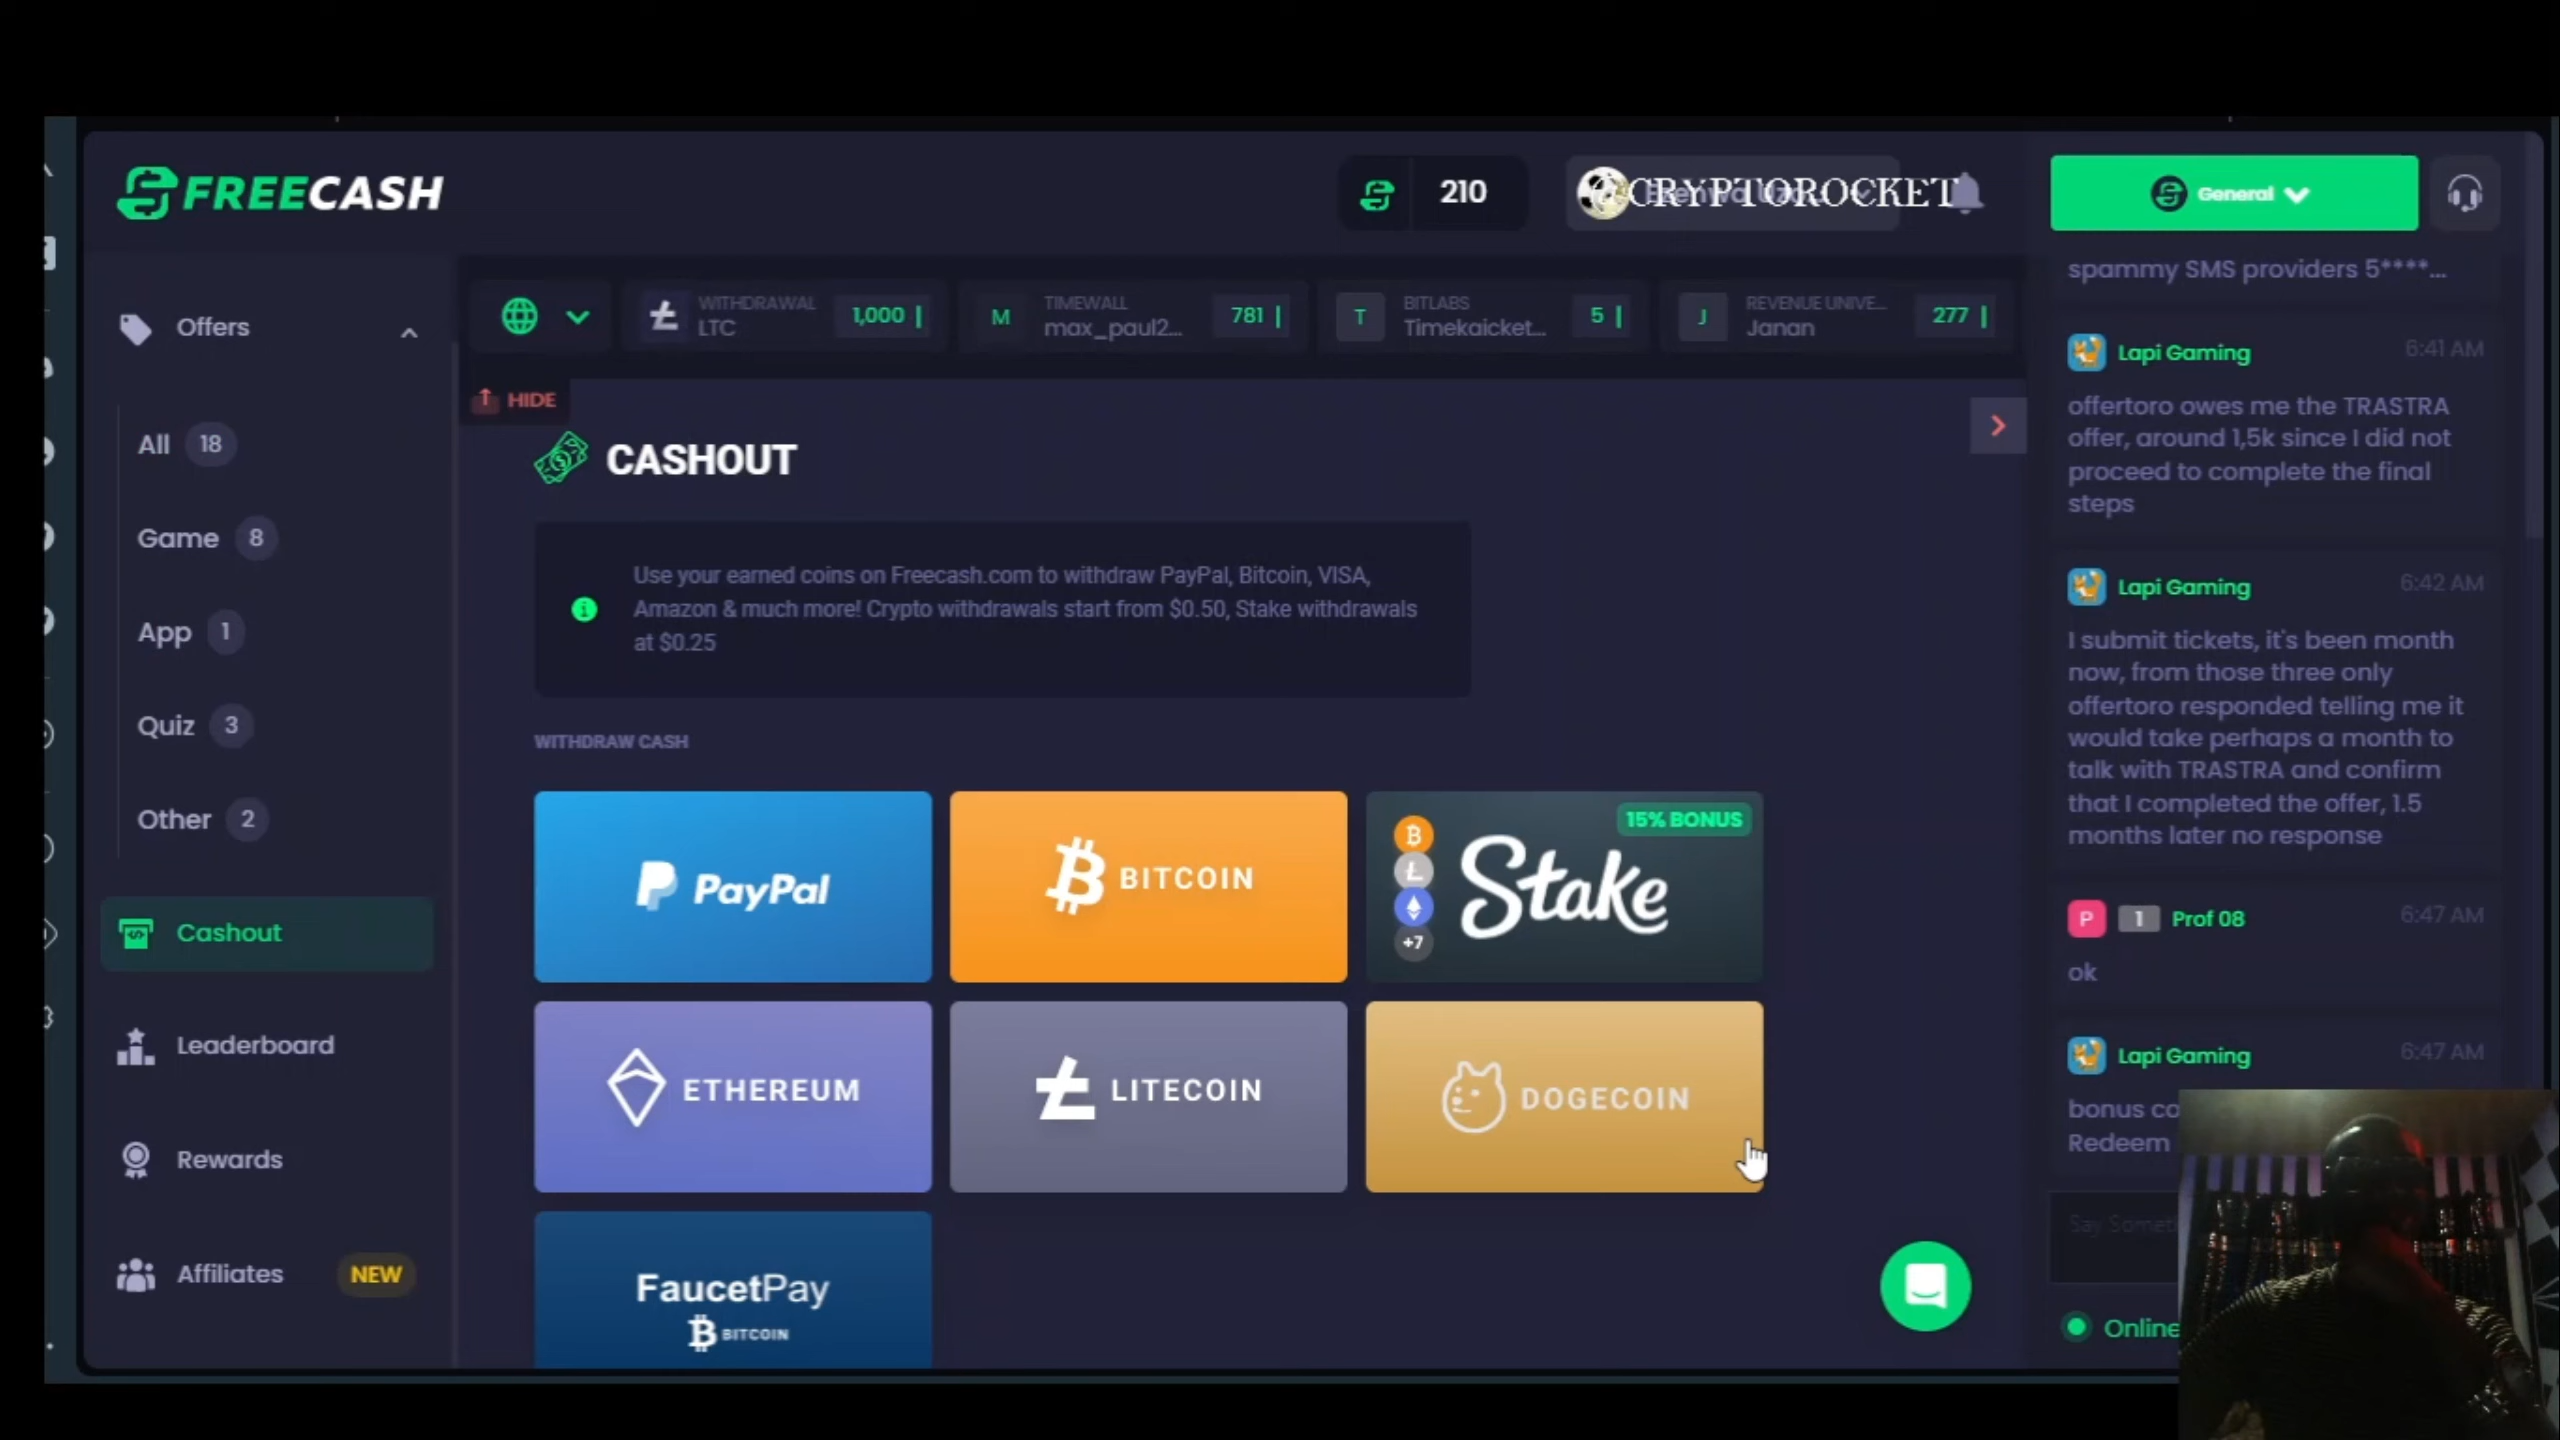 FREECASH
210
@CRYPTOROCKET
General
Offers
All 18
Game 8
App 1
Quiz 3
Other 2
Cashout
Leaderboard
Rewards
Affiliates NEW
WITHDRAWAL
LTC
1,000
M
TIMEWALL
max_paul2...
781
T
BITLABS
Timekaicket...
5
J
REVENUE UNIVE...
Janan
277
HIDE
CASHOUT
Use your earned coins on Freecash.com to withdraw PayPal, Bitcoin, VISA,
Amazon & much more! Crypto withdrawals start from $0.50, Stake withdrawals
at $0.25
WITHDRAW CASH
PayPal
BITCOIN
15% BONUS
Stake
+7
ETHEREUM
LITECOIN
DOGECOIN
FaucetPay
BITCOIN
spammy SMS providers 5****...
Lapi Gaming 6:41 AM
offertoro owes me the TRASTRA
offer, around 1,5k since I did not
proceed to complete the final
steps
Lapi Gaming 6:42 AM
I submit tickets, it's been month
now, from those three only
offertoro responded telling me it
would take perhaps a month to
talk with TRASTRA and confirm
that I completed the offer, 1.5
months later no response
P 1 Prof 08 6:47 AM
ok
Lapi Gaming 6:47 AM
bonus co
Redeem
Say Somet
Online